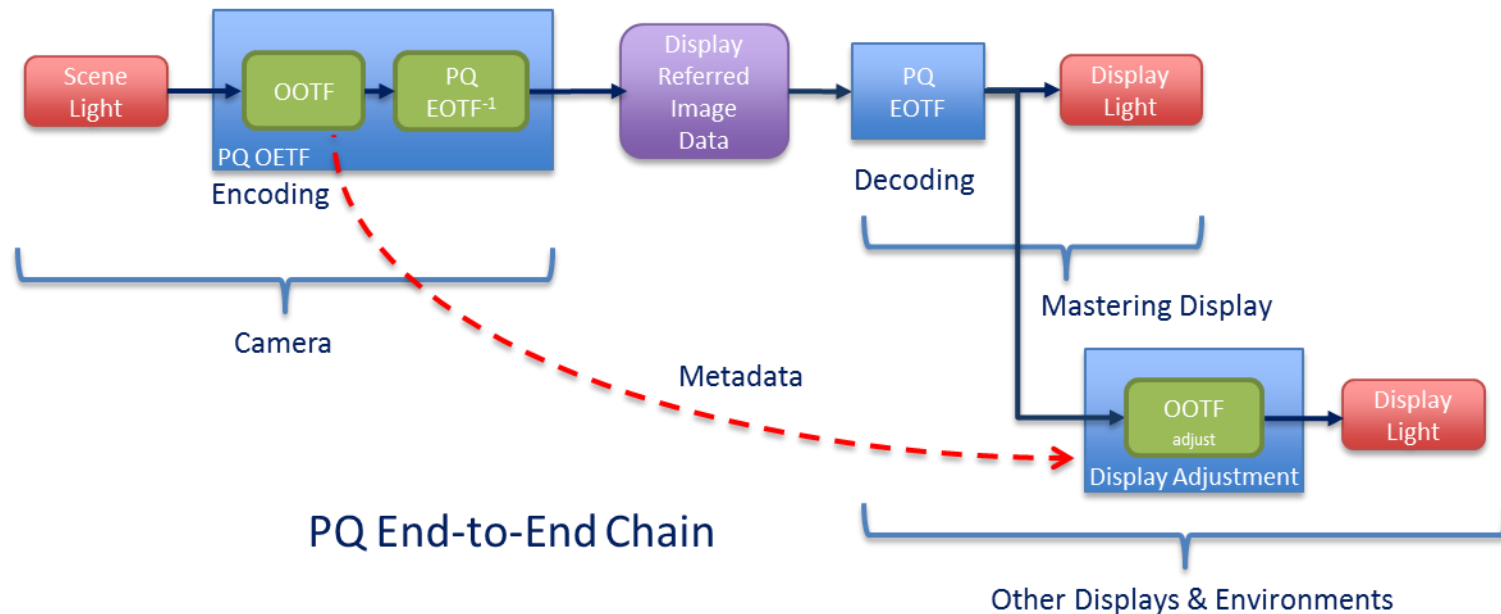 Scene
Light
OOTF
PQ
EOTF-1
PQ OETF
Encoding
Camera
Display
Referred
Image
Data
PQ
EOTF
Decoding
Display
Light
Mastering Display
Metadata
OOTF
adjust
Display Adjustment
Display
Light
PQ End-to-End Chain
Other Displays & Environments